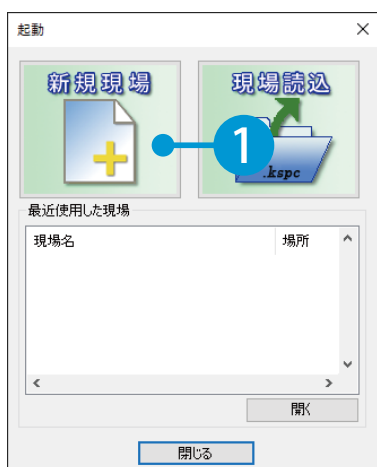 起動
新規現場
現場読込
1
.kspc
最近使用した現場
現場名 場所
開く
閉じる